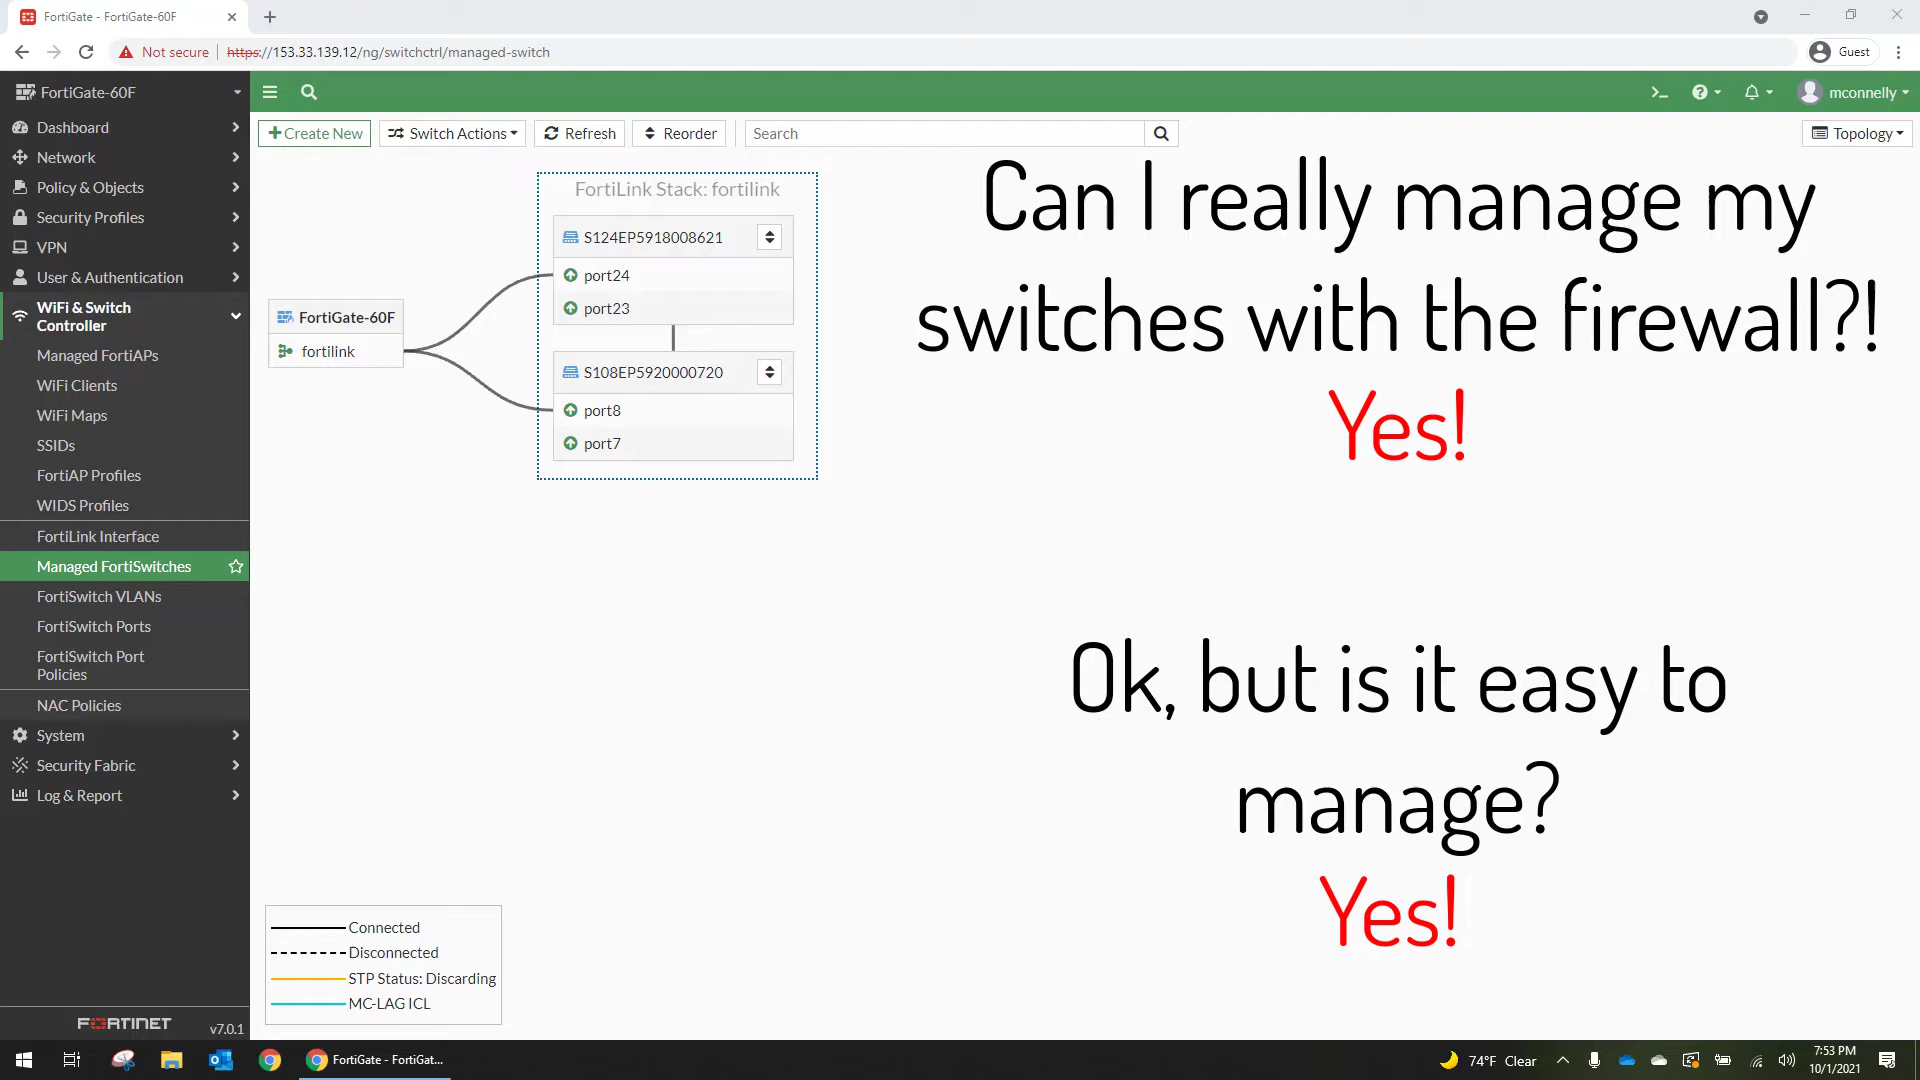 FortiGate - FortiGate-60F
Not secure
https://153.33.139.12/ng/switchctrl/managed-switch
Guest
FortiGate-60F
mconnelly
Dashboard
Network
Policy & Objects
Security Profiles
VPN
User & Authentication
WiFi & Switch
Controller
Managed FortiAPs
WiFi Clients
WiFi Maps
SSIDs
FortiAP Profiles
WIDS Profiles
FortiLink Interface
Managed FortiSwitches
FortiSwitch VLANs
FortiSwitch Ports
FortiSwitch Port
Policies
NAC Policies
System
Security Fabric
Log & Report
FORTINET
v7.0.1
Create New
Switch Actions
Refresh
Reorder
Search
Topology
FortiGate-60F
fortilink
FortiLink Stack: fortilink
S124EP5918008621
port24
port23
S108EP5920000720
port8
port7
Can I really manage my
switches with the firewall?!
Yes!
Ok, but is it easy to
manage?
Yes!
Connected
Disconnected
STP Status: Discarding
MC-LAG ICL
FortiGate - FortiGat...
74°F Clear
7:53 PM
10/1/2021